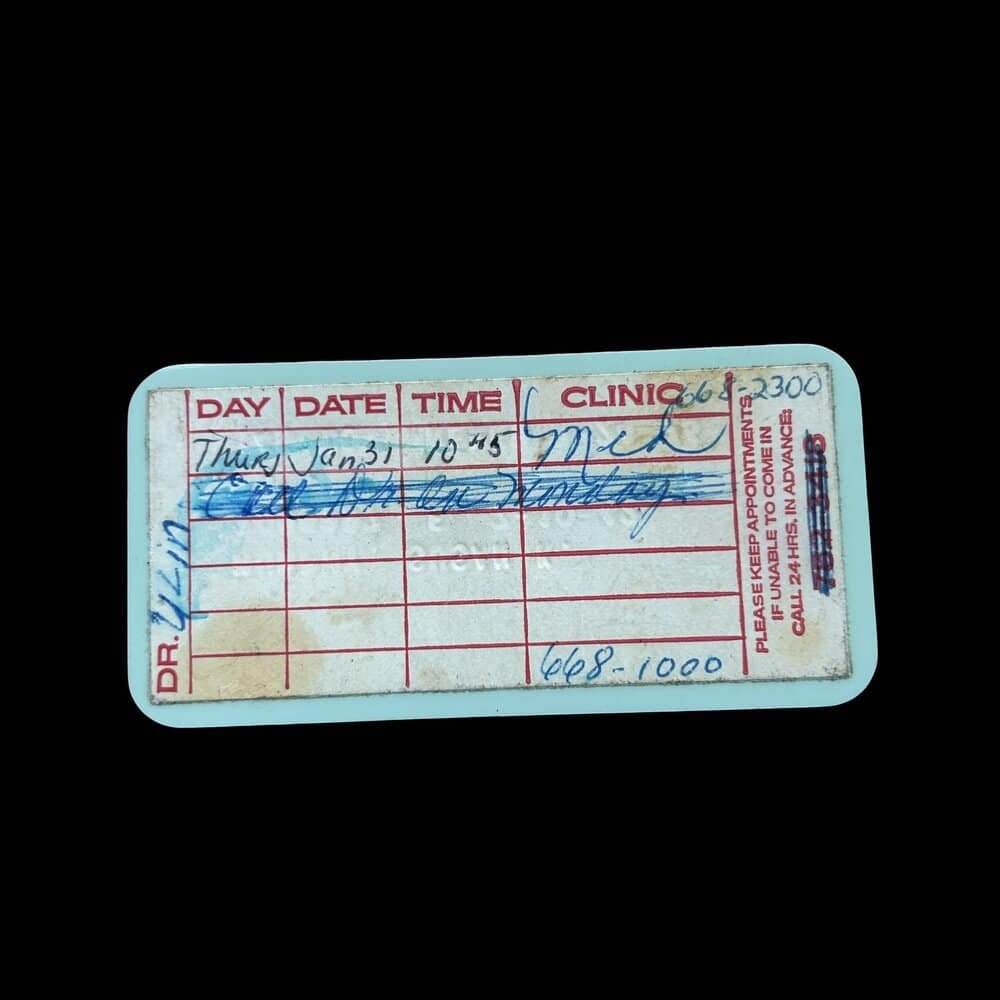 DAY DATE TIME CLINIC 668-2300
Thurs Jan 31 10 45
668-1000
DR.
PLEASE KEEP APPOINTMENTS,
IF UNABLE TO COME IN
CALL 24 HRS. IN ADVANCE: